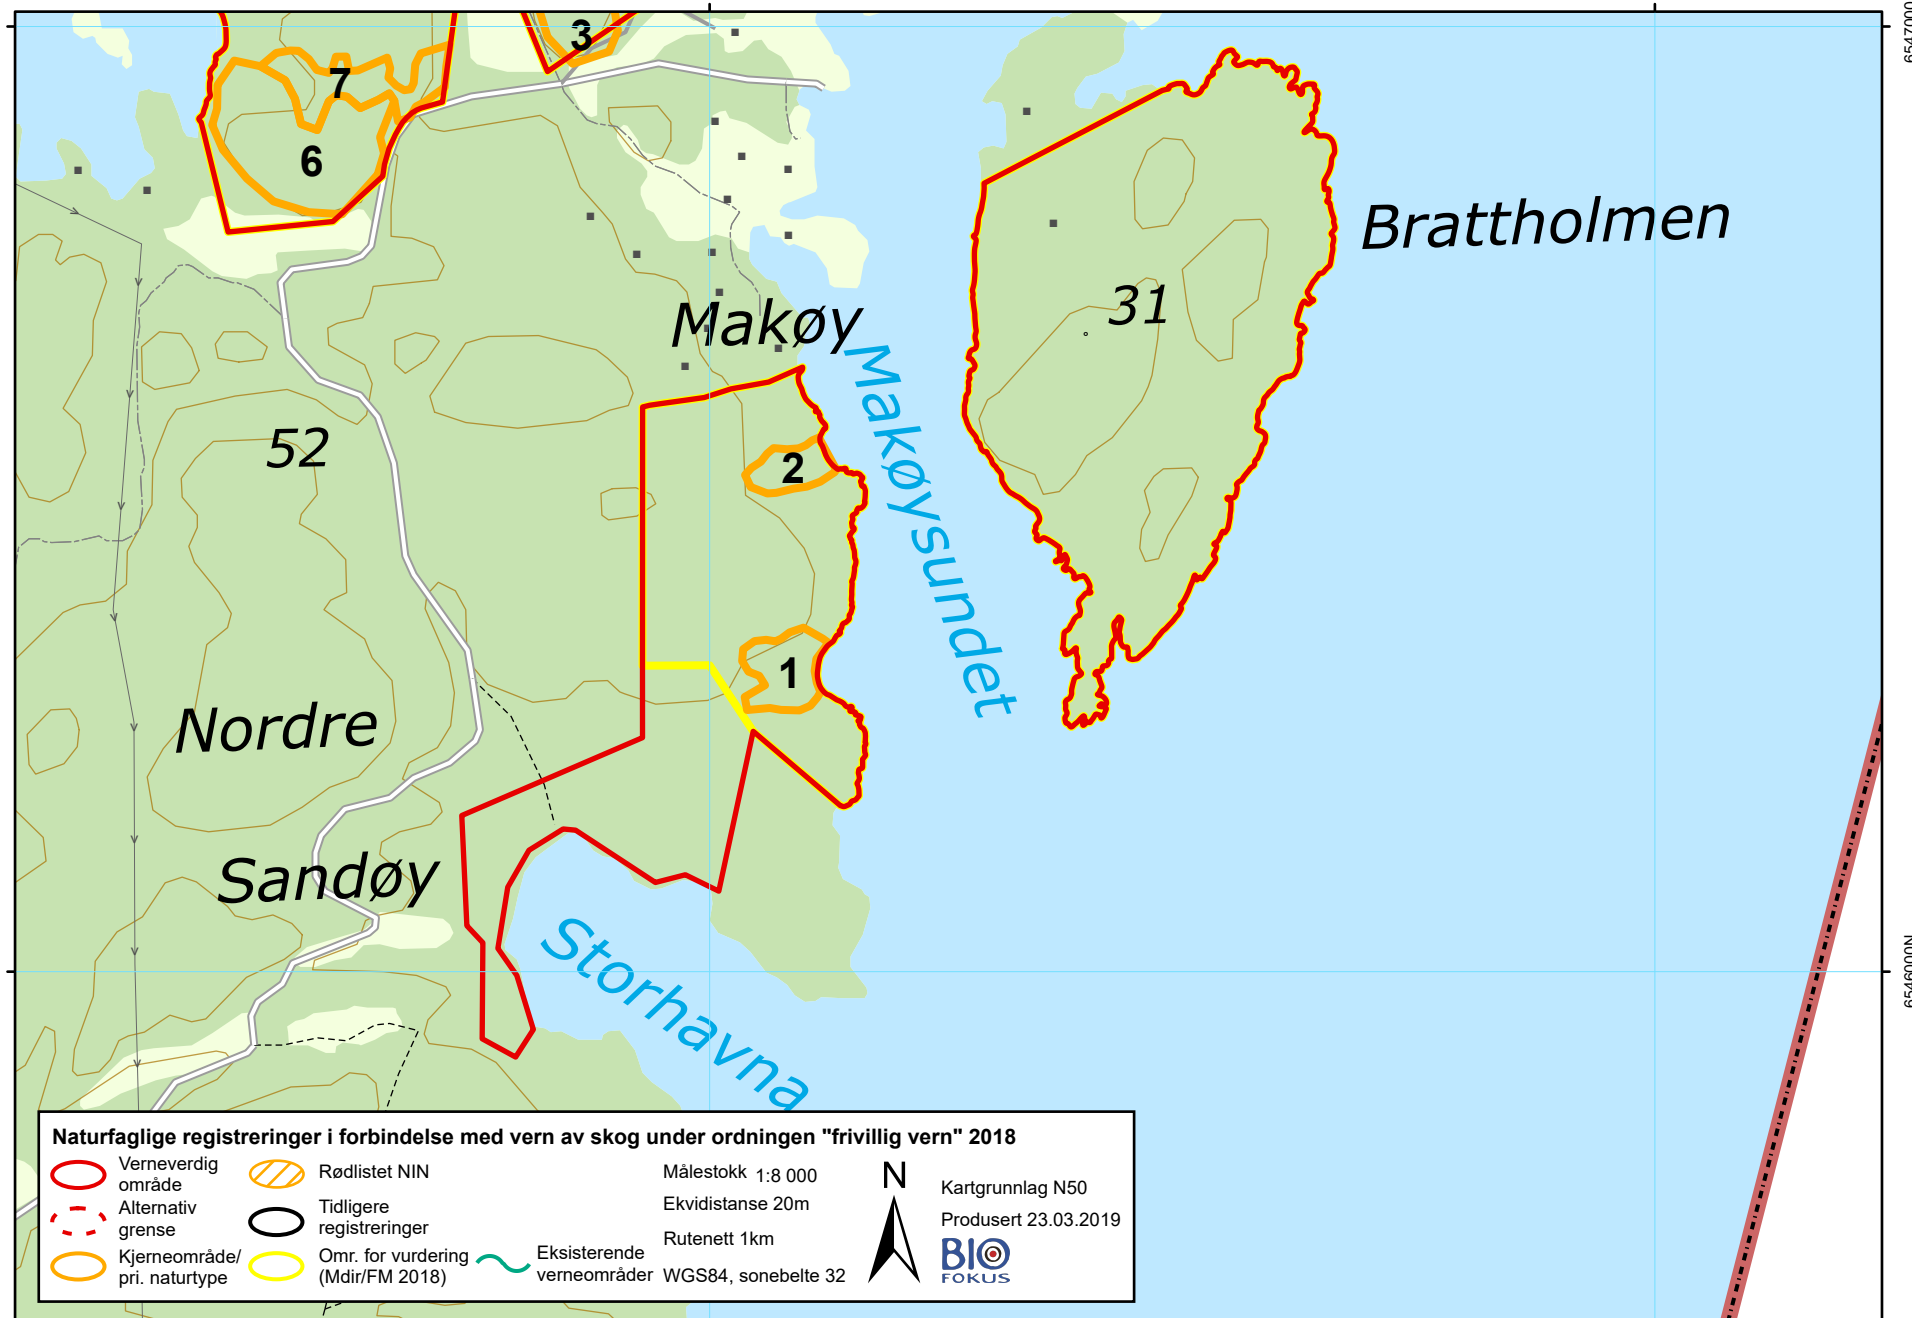 3
7
6
6547000
Brattholmen
31
Makøy
Makøysundet
52
2
1
Nordre
Sandøy
Storhavna
6546000N
Naturfaglige registreringer i forbindelse med vern av skog under ordningen "frivillig vern" 2018
Verneverdig
område
Alternativ
grense
Kjerneområde/
pri. naturtype
Rødlistet NIN
Tidligere
registreringer
Omr. for vurdering
(Mdir/FM 2018)
Eksisterende
verneområder
Målestokk 1:8 000
Ekvidistanse 20m
Rutenett 1km
WGS84, sonebelte 32
N
Kartgrunnlag N50
Produsert 23.03.2019
BIO
FOKUS